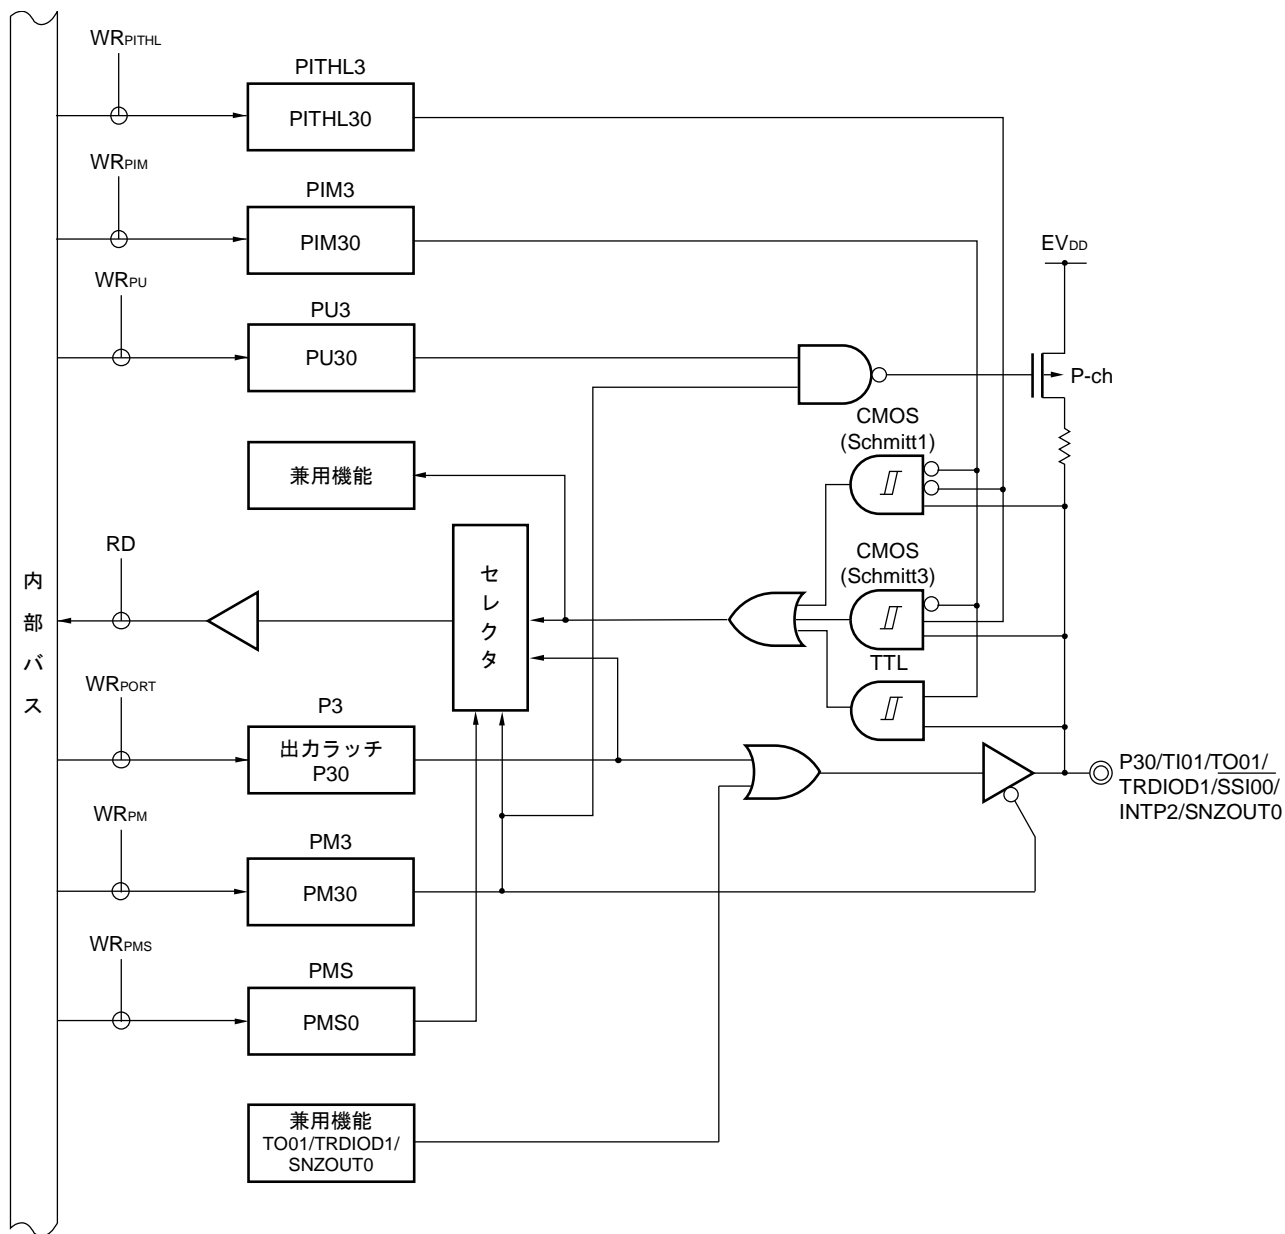 WRPITHL
PITHL3
PITHL30
WRPIM
PIM3
PIM30
EVDD
WRPU
PU3
PU30
P-ch
CMOS
(Schmitt1)
兼用機能
RD
セレクタ
CMOS
(Schmitt3)
内部バス
TTL
WRPORT
P3
出力ラッチ
P30
P30/TI01/TO01/
TRDIOD1/SSI00/
INTP2/SNZOUT0
WRPM
PM3
PM30
WRPMS
PMS
PMS0
兼用機能
TO01/TRDIOD1/
SNZOUT0